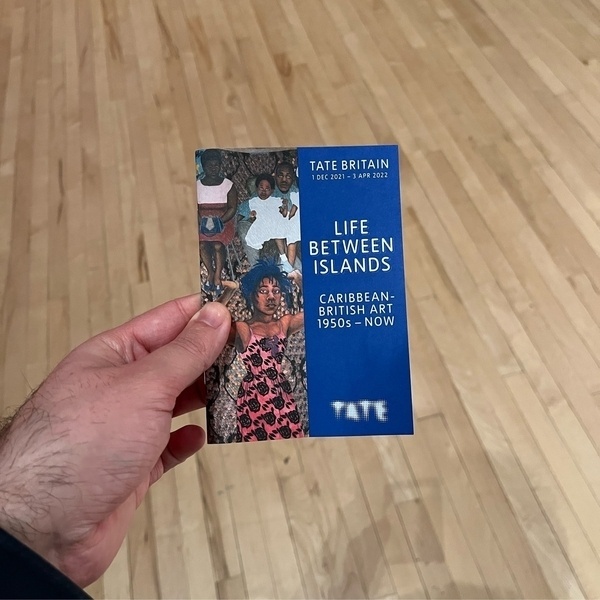 TATE BRITAIN
1 DEC 2021 – 3 APR 2022
LIFE
BETWEEN
ISLANDS
CARIBBEAN-
BRITISH ART
1950s – NOW
TATE